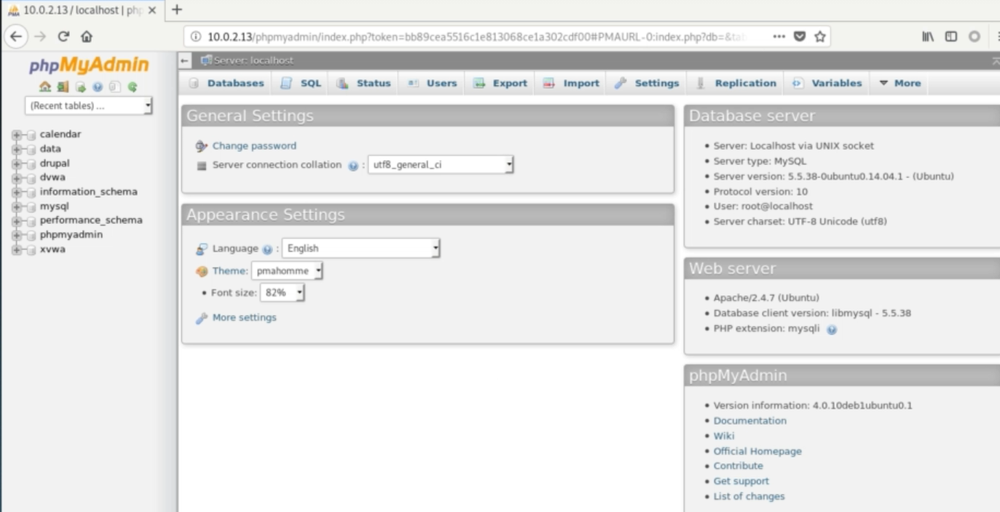 10.0.2.13 / localhost | php
10.0.2.13/phpmyadmin/index.php?token=bb89cea5516c1e813068ce1a302cdf00#PMAURL-0:index.php?db=&tab
phpMyAdmin
(Recent tables) ...
calendar
data
drupal
dvwa
information_schema
mysql
performance_schema
phpmyadmin
xvwa
Server: localhost
Databases SQL Status Users Export Import Settings Replication Variables More
General Settings
Change password
Server connection collation : utf8_general_ci
Appearance Settings
Language : English
Theme: pmahomme
• Font size: 82%
More settings
Database server
• Server: Localhost via UNIX socket
• Server type: MySQL
• Server version: 5.5.38-0ubuntu0.14.04.1 - (Ubuntu)
• Protocol version: 10
• User: root@localhost
• Server charset: UTF-8 Unicode (utf8)
Web server
• Apache/2.4.7 (Ubuntu)
• Database client version: libmysql - 5.5.38
• PHP extension: mysqli
phpMyAdmin
• Version information: 4.0.10deb1ubuntu0.1
• Documentation
• Wiki
• Official Homepage
• Contribute
• Get support
• List of changes